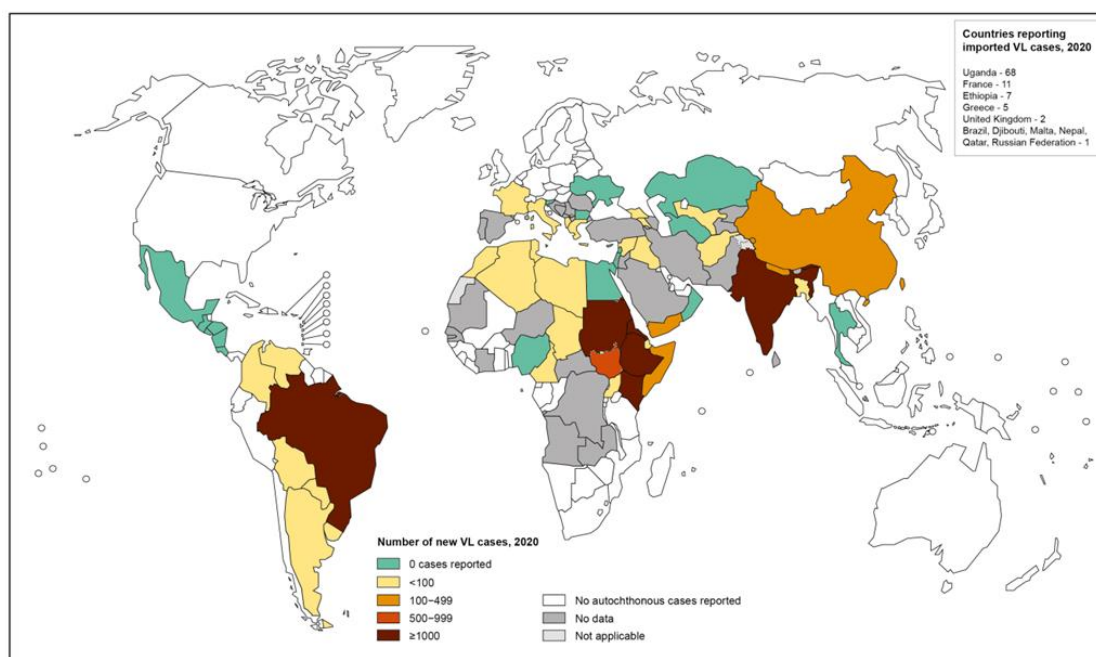 Countries reporting
imported VL cases, 2020
Uganda - 68
France - 11
Ethiopia - 7
Greece - 5
United Kingdom - 2
Brazil, Djibouti, Malta, Nepal,
Qatar, Russian Federation - 1
Number of new VL cases, 2020
0 cases reported
<100
100–499
500–999
≥1000
No autochthonous cases reported
No data
Not applicable